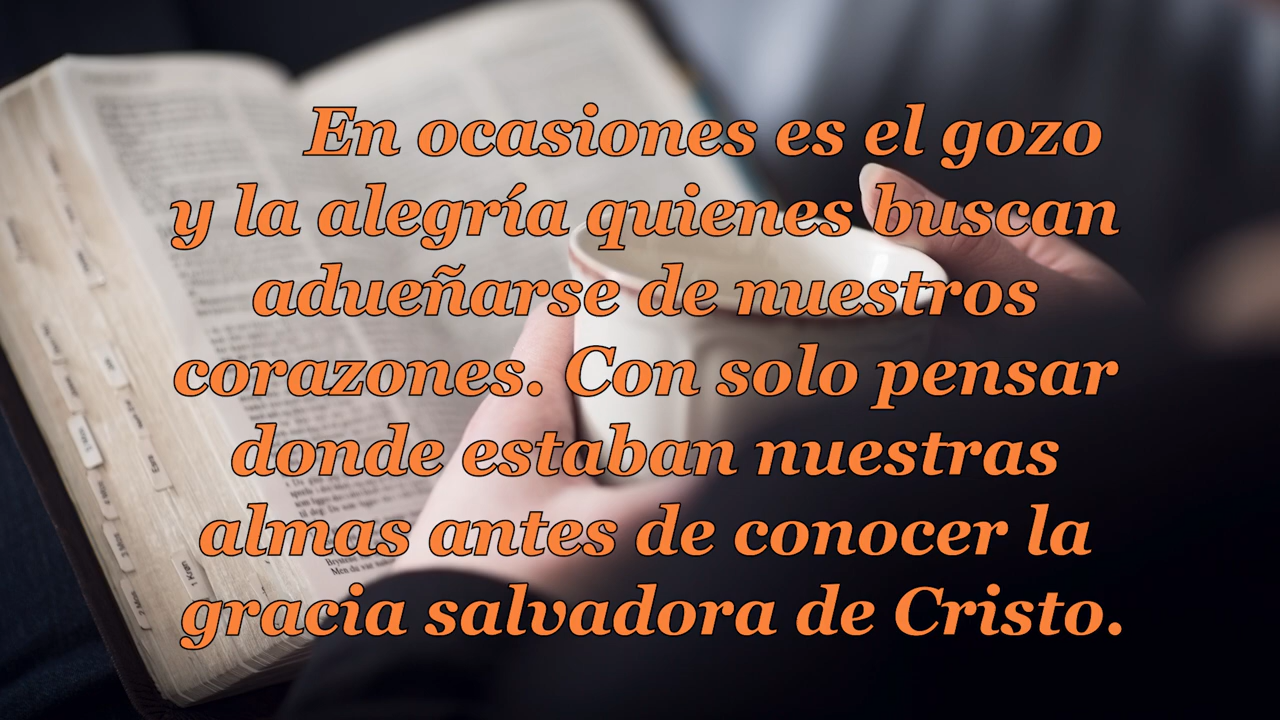 En ocasiones es el gozo
y la alegría quienes buscan
adueñarse de nuestros
corazones. Con solo pensar
donde estaban nuestras
almas antes de conocer la
gracia salvadora de Cristo.